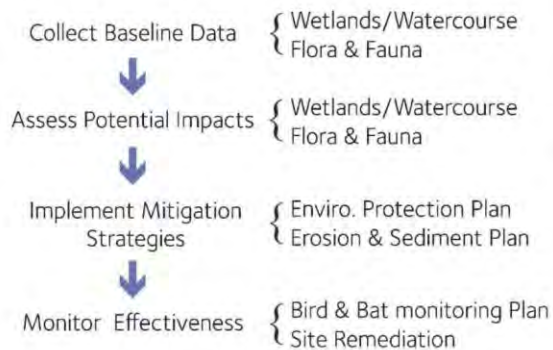 Collect Baseline Data
Wetlands/Watercourse
Flora & Fauna
Assess Potential Impacts
Wetlands/Watercourse
Flora & Fauna
Implement Mitigation
Strategies
Enviro. Protection Plan
Erosion & Sediment Plan
Monitor Effectiveness
Bird & Bat monitoring Plan
Site Remediation